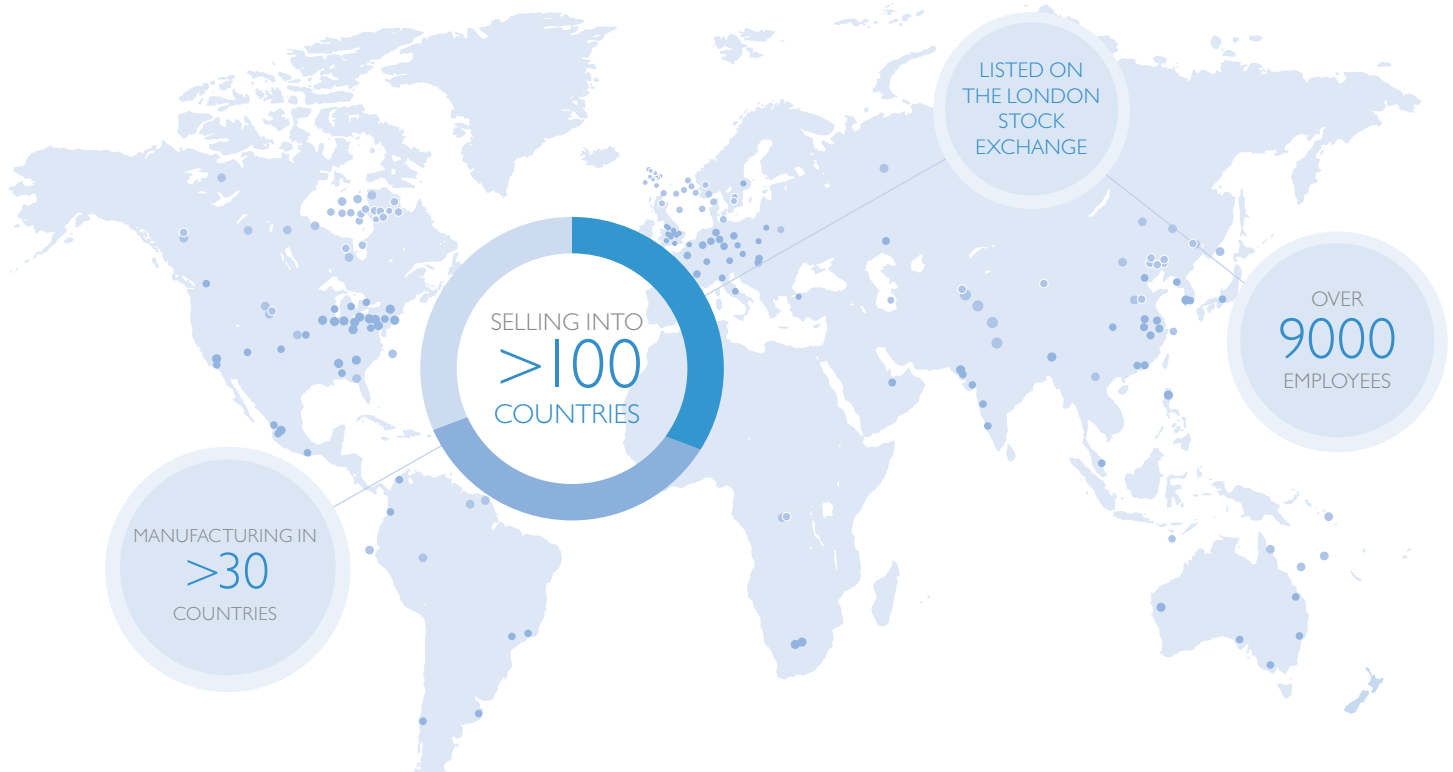 LISTED ON
THE LONDON
STOCK
EXCHANGE
OVER
9000
EMPLOYEES
SELLING INTO
>100
COUNTRIES
MANUFACTURING IN
>30
COUNTRIES